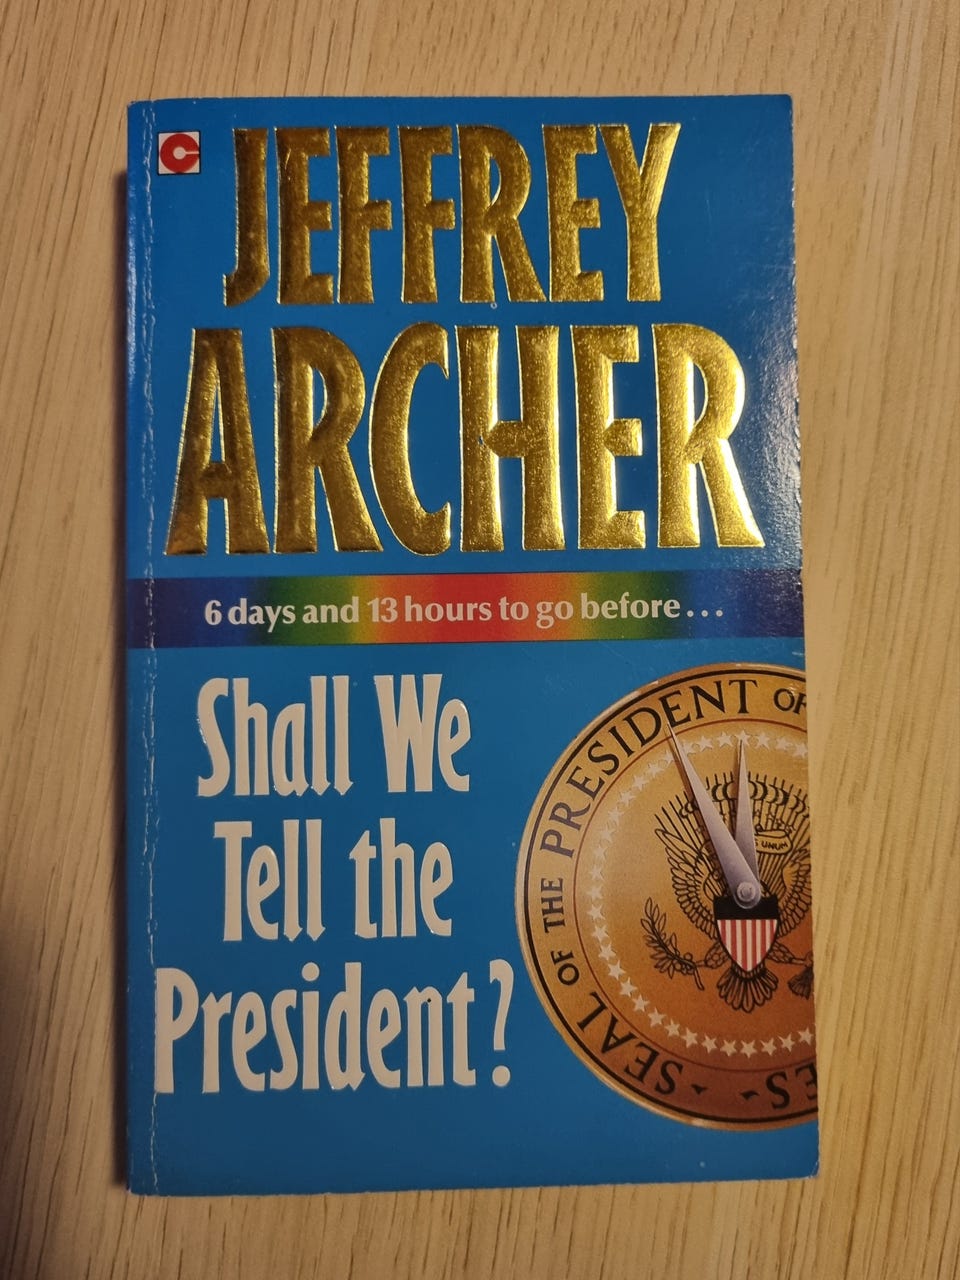 JEFFREY
ARCHER
6 days and 13 hours to go before...
Shall We
Tell the
President?
SEAL OF THE PRESIDENT OF
ES
UNUM